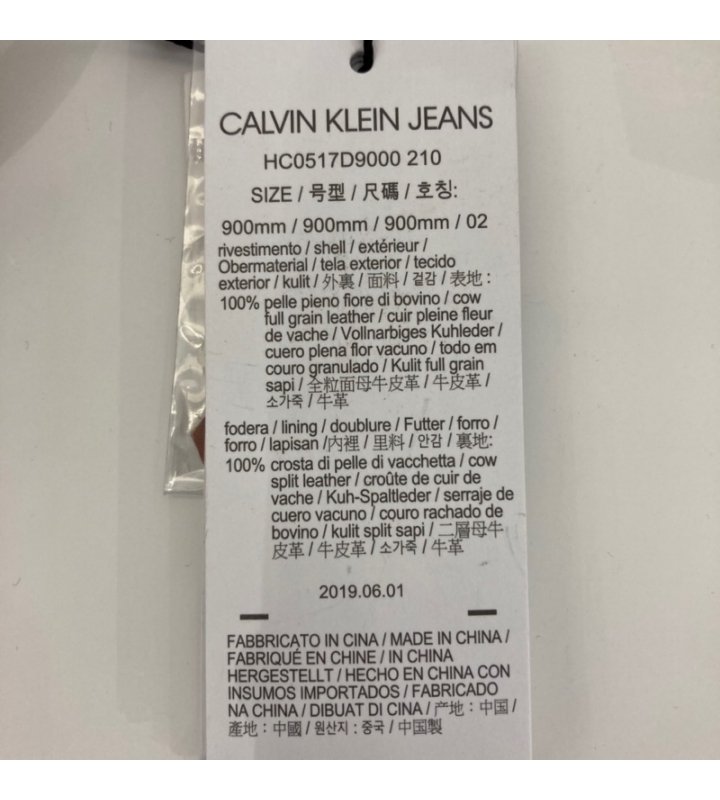 CALVIN KLEIN JEANS
HC0517D9000 210
SIZE / 号型 / 尺碼 / 호칭:
900mm / 900mm / 900mm / 02
rivestimento / shell / extérieur /
Obermaterial / tela exterior / tecido
exterior / kulit / 外裏 / 面料 / 겉감 / 表地 :
100% pelle pieno fiore di bovino / cow
full grain leather / cuir pleine fleur
de vache / Vollnarbiges Kuhleder /
cuero plena flor vacuno / todo em
couro granulado / Kulit full grain
sapi / 全粒面母牛皮革 / 牛皮革 /
소가죽 / 牛革
fodera / lining / doublure / Futter / forro /
forro / lapisan /内裡 / 里料 / 안감 / 裏地:
100% crosta di pelle di vacchetta / cow
split leather / croûte de cuir de
vache / Kuh-Spaltleder / serraje de
cuero vacuno / couro rachado de
bovino / kulit split sapi / 二層母牛
皮革 / 牛皮革 / 소가죽 / 牛革
2019.06.01
FABBRICATO IN CINA / MADE IN CHINA /
FABRIQUÉ EN CHINE / IN CHINA
HERGESTELLT / HECHO EN CHINA CON
INSUMOS IMPORTADOS / FABRICADO
NA CHINA / DIBUAT DI CINA / 产地 : 中国 /
產地 : 中國 / 원산지 : 중국 / 中国製